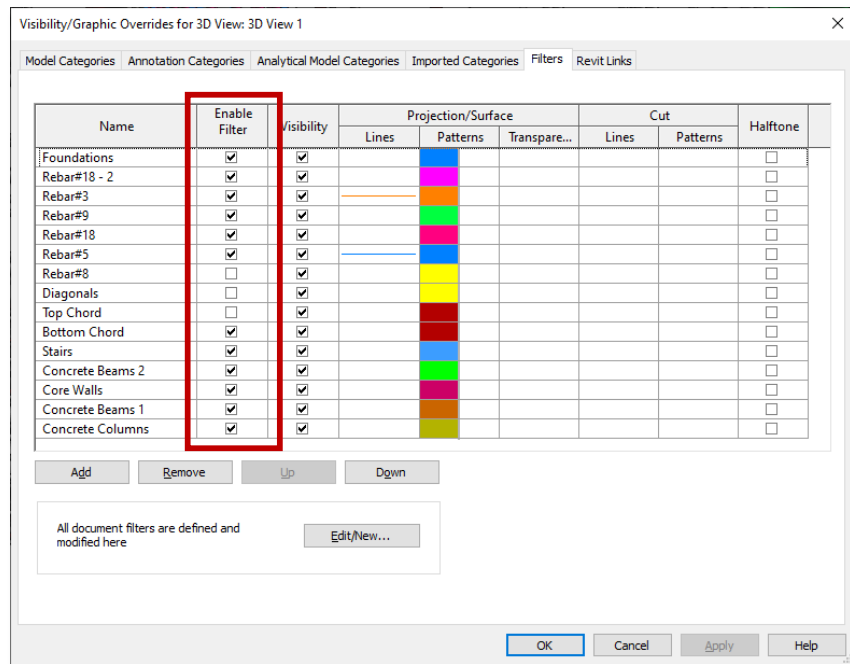 Visibility/Graphic Overrides for 3D View: 3D View 1
Model Categories Annotation Categories Analytical Model Categories Imported Categories Filters Revit Links
Name Enable Filter Visibility Projection/Surface Cut Halftone
Lines Patterns Transpare... Lines Patterns
Foundations
Rebar#18 - 2
Rebar#3
Rebar#9
Rebar#18
Rebar#5
Rebar#8
Diagonals
Top Chord
Bottom Chord
Stairs
Concrete Beams 2
Core Walls
Concrete Beams 1
Concrete Columns
Add Remove Up Down
All document filters are defined and
modified here
Edit/New...
OK Cancel Apply Help